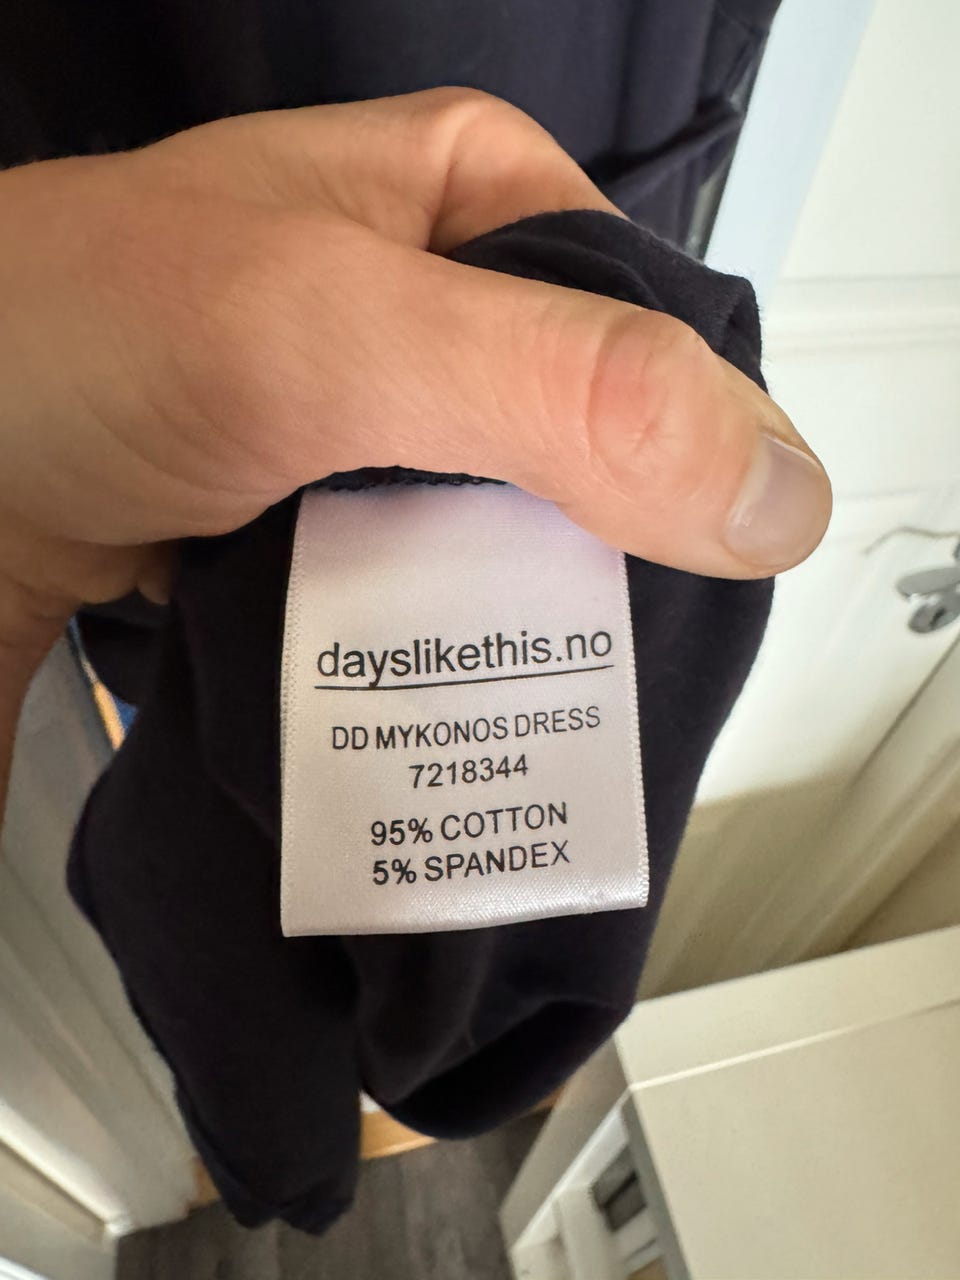 dayslikethis.no
DD MYKONOS DRESS
7218344
95% COTTON
5% SPANDEX